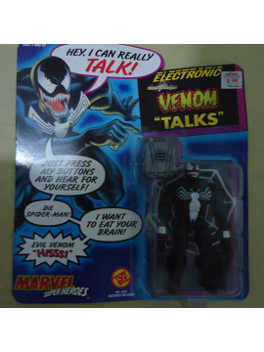 HEY, I CAN REALLY
TALK!
ELECTRONIC
VENOM
"TALKS"
JUST PRESS
MY BUTTONS
AND HEAR FOR
YOURSELF!
DIE
SPIDER-MAN!
I WANT
TO EAT YOUR
BRAIN!
EVIL VENOM
"HISSS!"
MARVEL
SUPER HEROES